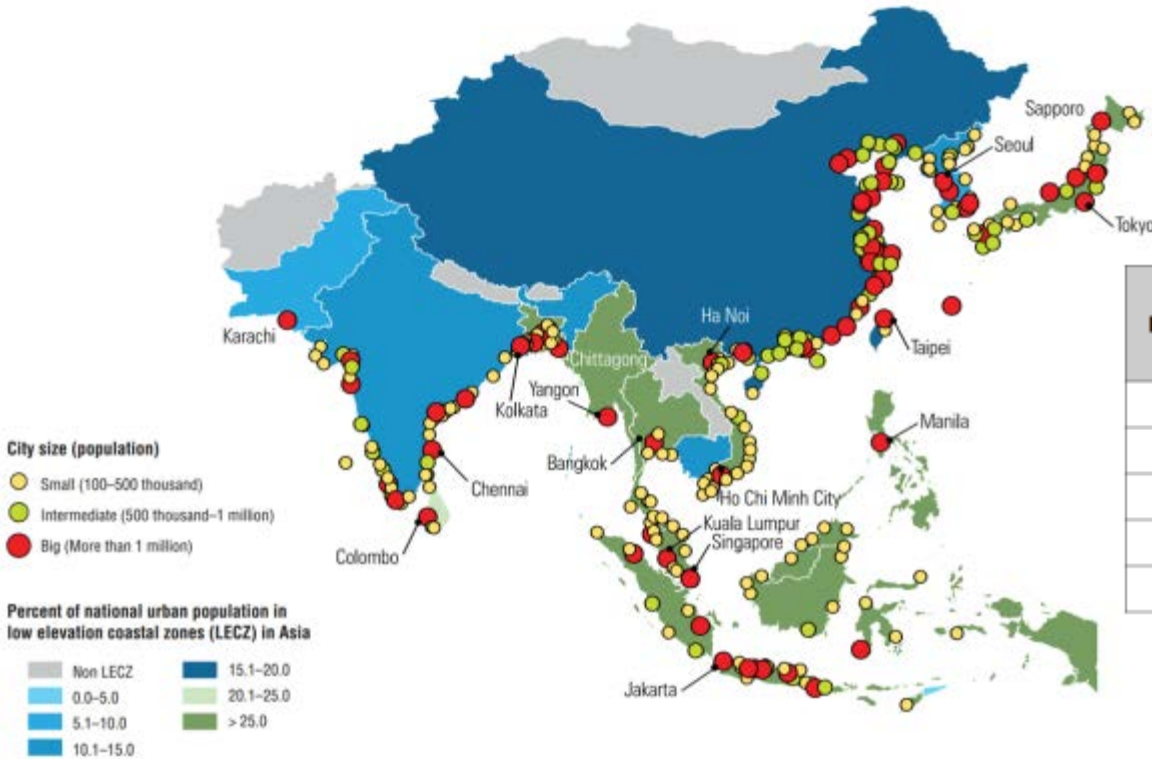 Sapporo
Seoul
Tokyo
Ha Noi
Taipei
Karachi
Chittagong
Yangon
Kolkata
Manila
Bangkok
Chennai
Ho Chi Minh City
Kuala Lumpur
Singapore
Colombo
Jakarta
City size (population)
Small (100–500 thousand)
Intermediate (500 thousand–1 million)
Big (More than 1 million)
Percent of national urban population in
low elevation coastal zones (LECZ) in Asia
Non LECZ
0.0–5.0
5.1–10.0
10.1–15.0
15.1–20.0
20.1–25.0
> 25.0